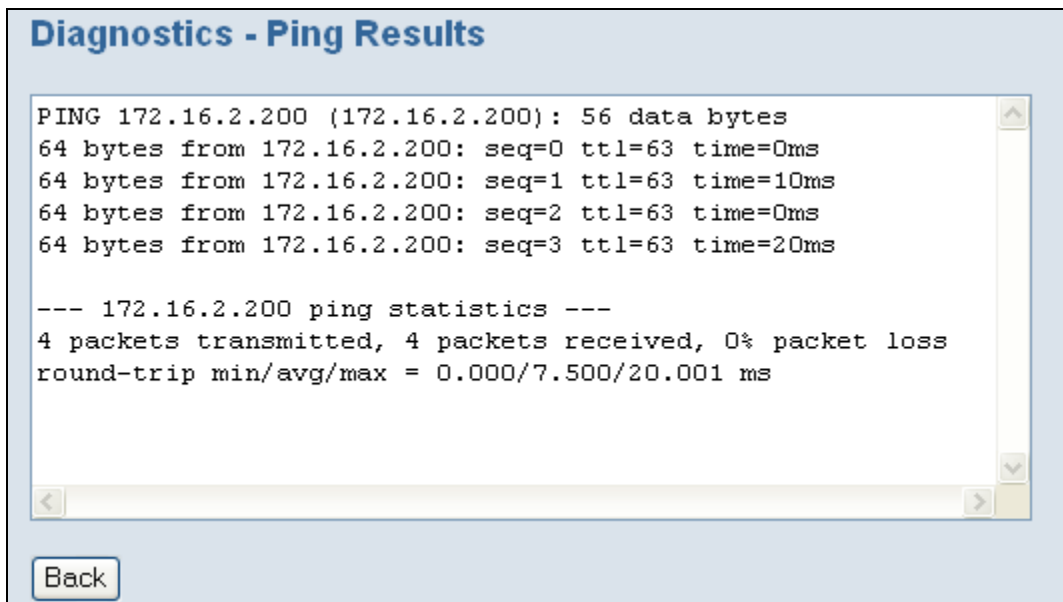 Diagnostics - Ping Results
PING 172.16.2.200 (172.16.2.200): 56 data bytes
64 bytes from 172.16.2.200: seq=0 ttl=63 time=0ms
64 bytes from 172.16.2.200: seq=1 ttl=63 time=10ms
64 bytes from 172.16.2.200: seq=2 ttl=63 time=0ms
64 bytes from 172.16.2.200: seq=3 ttl=63 time=20ms
--- 172.16.2.200 ping statistics ---
4 packets transmitted, 4 packets received, 0% packet loss
round-trip min/avg/max = 0.000/7.500/20.001 ms
Back